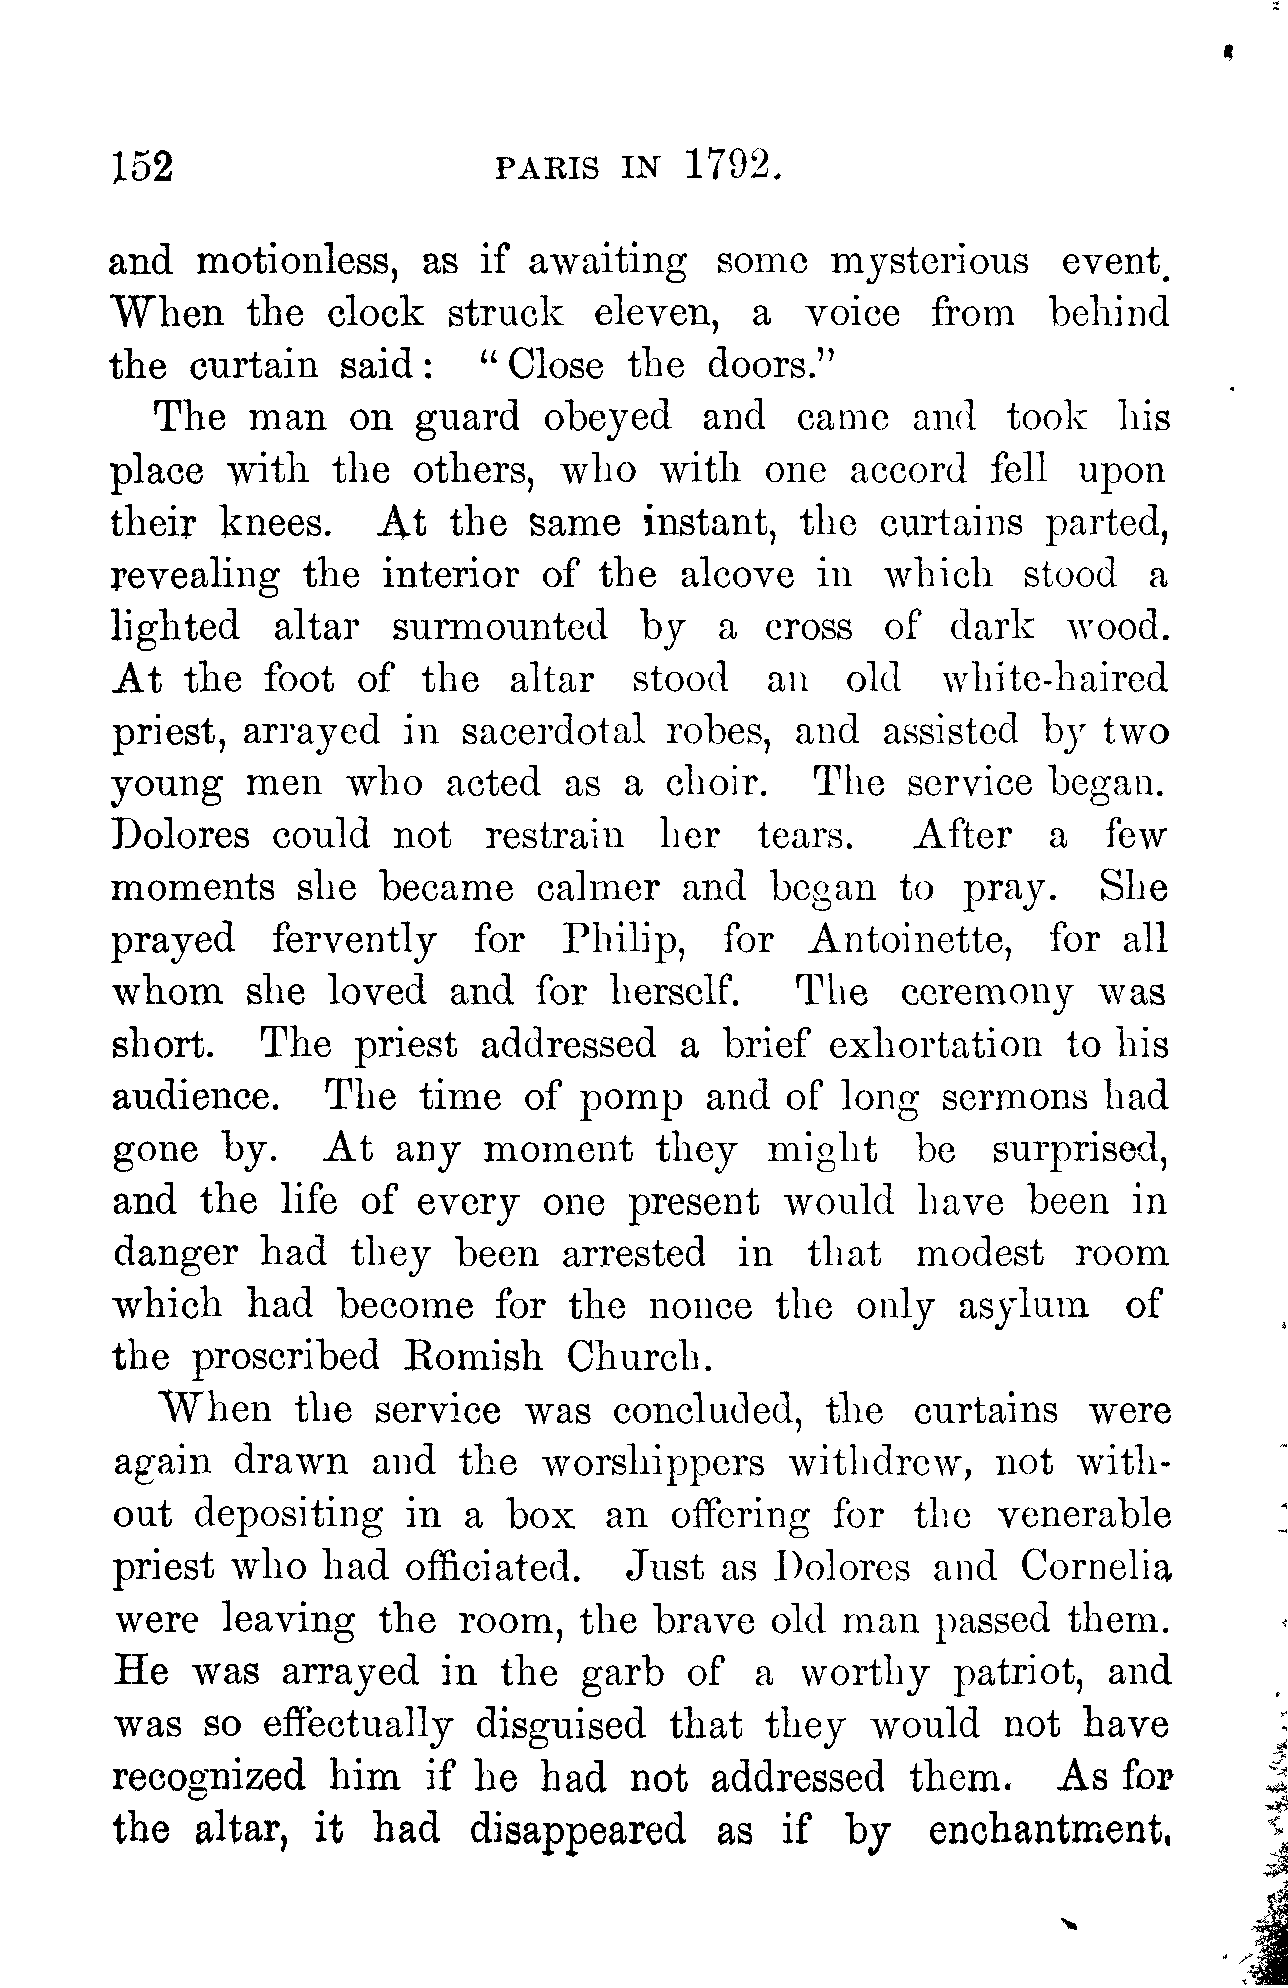 152 PARIS IN 1792.
and motionless, as if awaiting some mysterious event.
When the clock struck eleven, a voice from behind
the curtain said: “Close the doors.”
The man on guard obeyed and came and took his
place with the others, who with one accord fell upon
their knees. At the same instant, the curtains parted,
revealing the interior of the alcove in which stood a
lighted altar surmounted by a cross of dark wood.
At the foot of the altar stood an old white-haired
priest, arrayed in sacerdotal robes, and assisted by two
young men who acted as a choir. The service began.
Dolores could not restrain her tears. After a few
moments she became calmer and began to pray. She
prayed fervently for Philip, for Antoinette, for all
whom she loved and for herself. The ceremony was
short. The priest addressed a brief exhortation to his
audience. The time of pomp and of long sermons had
gone by. At any moment they might be surprised,
and the life of every one present would have been in
danger had they been arrested in that modest room
which had become for the nonce the only asylum of
the proscribed Romish Church.
When the service was concluded, the curtains were
again drawn and the worshippers withdrew, not with-
out depositing in a box an offering for the venerable
priest who had officiated. Just as Dolores and Cornelia
were leaving the room, the brave old man passed them.
He was arrayed in the garb of a worthy patriot, and
was so effectually disguised that they would not have
recognized him if he had not addressed them. As for
the altar, it had disappeared as if by enchantment.